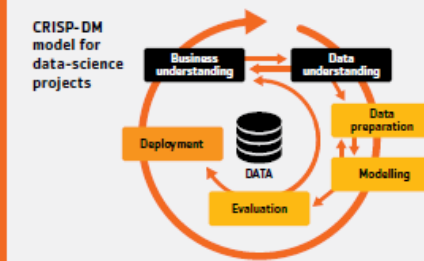 CRISP-DM
model for
data-science
projects
Business
understanding
Data
understanding
Data
preparation
Modelling
Evaluation
Deployment
DATA